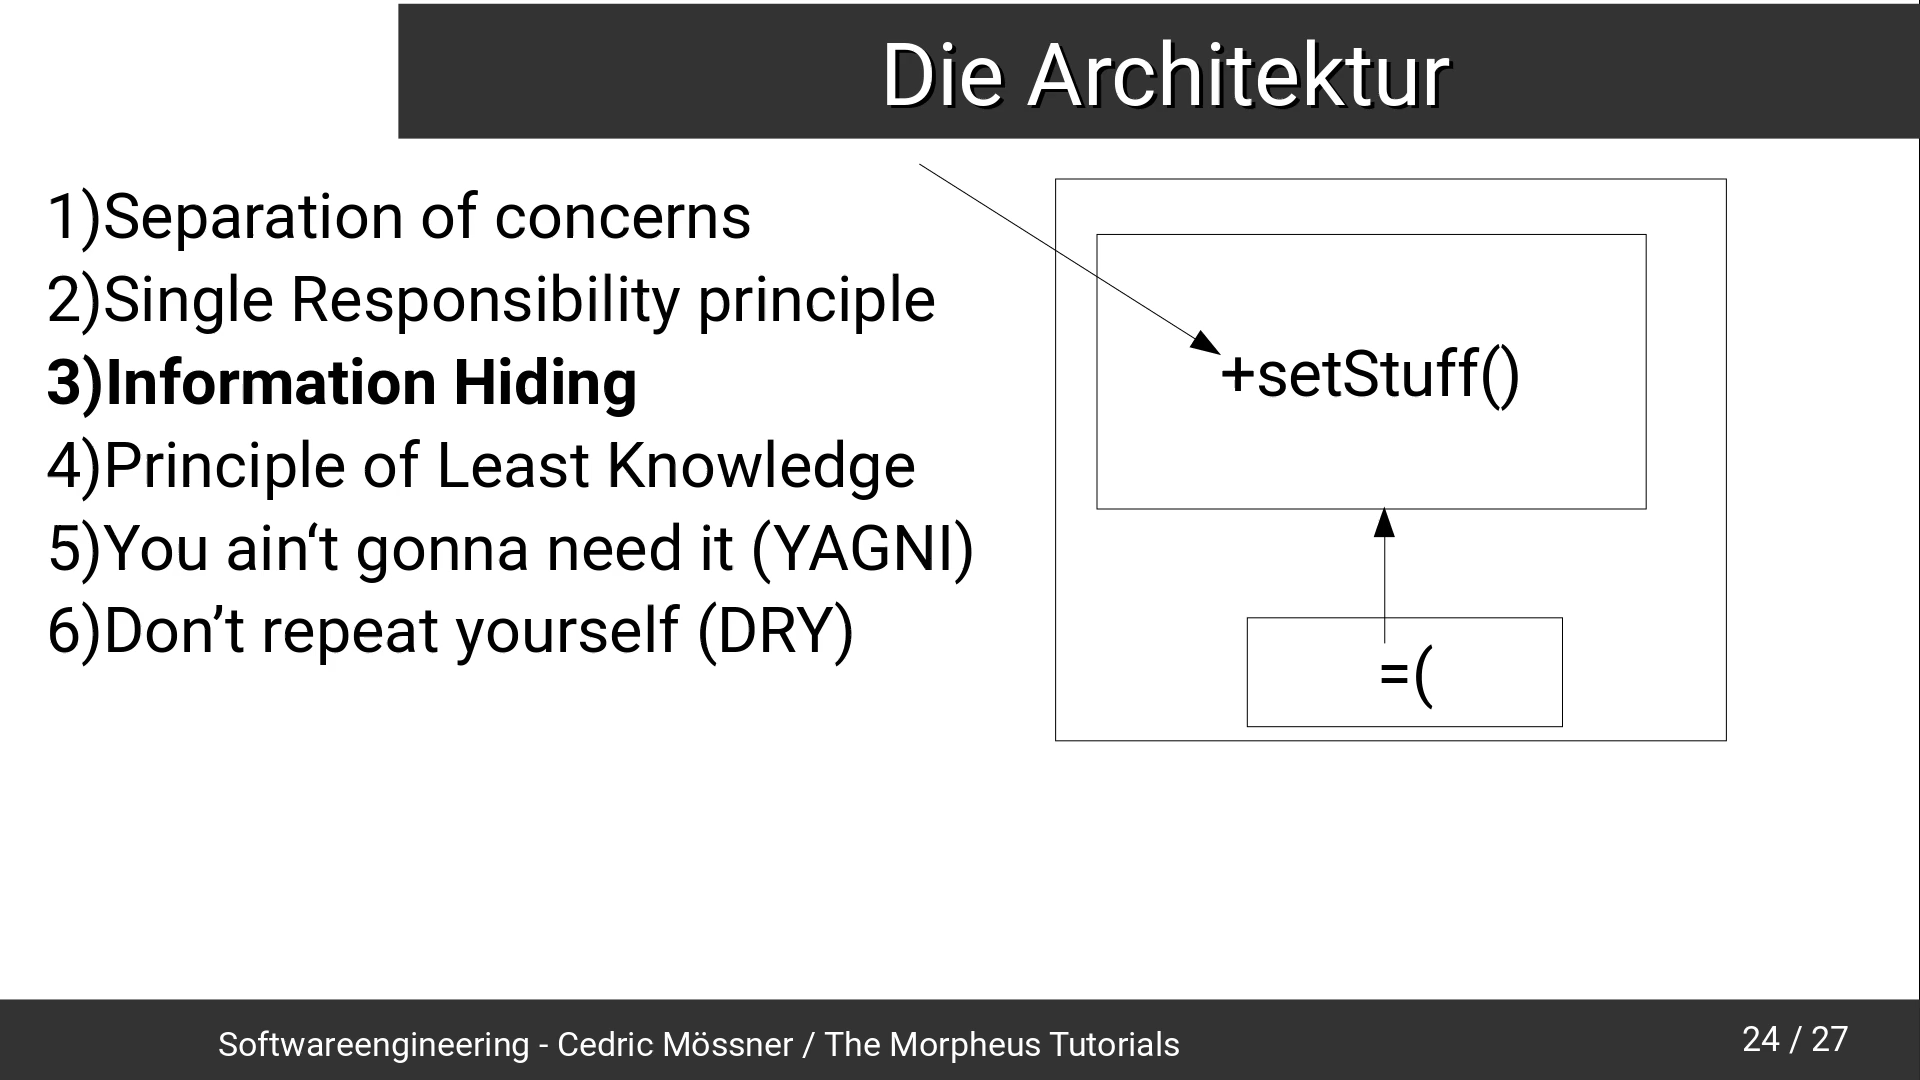 Die Architektur
1)Separation of concerns
2)Single Responsibility principle
3)Information Hiding
4)Principle of Least Knowledge
5)You ain‘t gonna need it (YAGNI)
6)Don’t repeat yourself (DRY)
+setStuff()
=(
Softwareengineering - Cedric Mössner / The Morpheus Tutorials
24 / 27